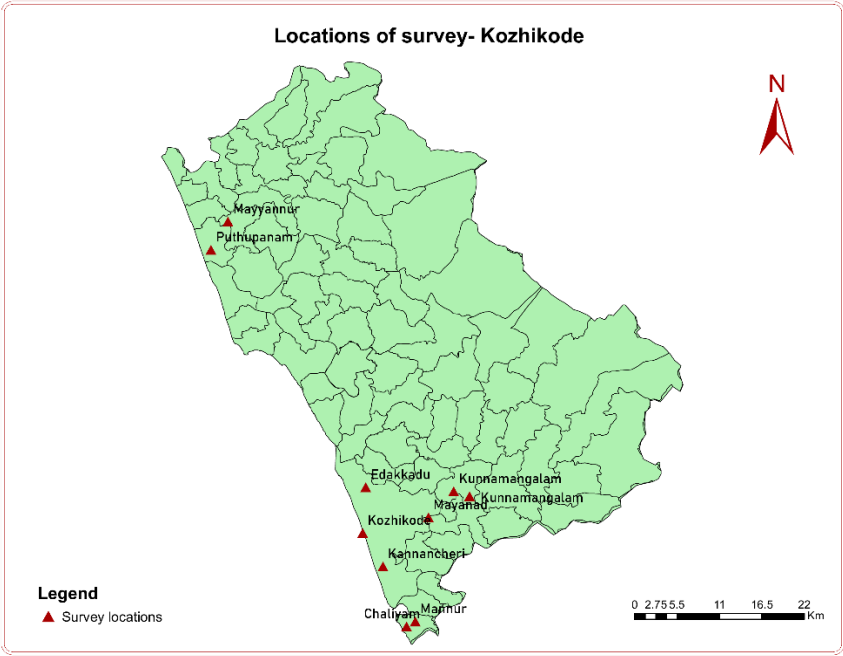 Locations of survey- Kozhikode
N
Mayyannur
Puthupanam
Edakkadu
Kunnamangalam
Kunnamangalam
Mayanad
Kozhikode
Kannancheri
Chaliyam
Mannur
Legend
Survey locations
0 2.75 5.5 11 16.5 22
Km